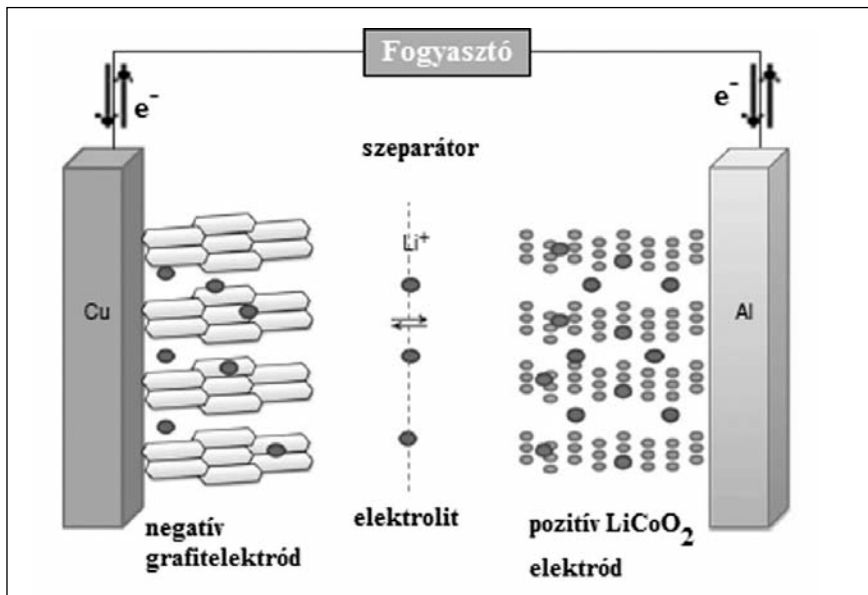 Fogyasztó
e⁻
e⁻
szeparátor
Li⁺
Cu
Al
negatív
grafitelektród
elektrolit
pozitív LiCoO₂
elektród